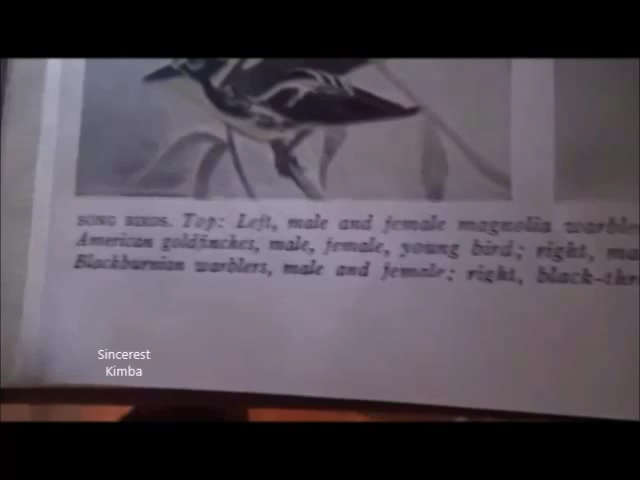 SONG BIRDS. Top: Left, male and female magnolia warble
American goldfinches, male, female, young bird; right, ma
Blackburnian warblers, male and female; right, black-thr
Sincerest
Kimba